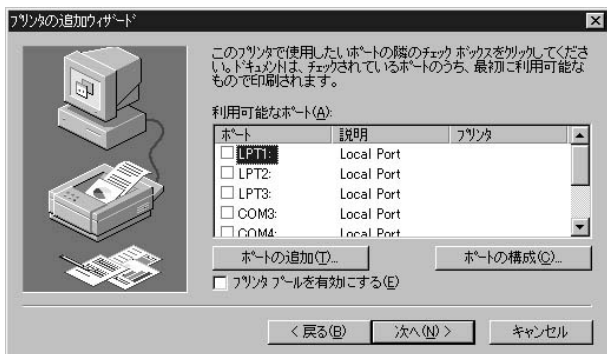 プリンタの追加ウィザード
このプリンタで使用したいポートの隣のチェック ボックスをクリックしてくださ
い。ドキュメントは、チェックされているポートのうち、最初に利用可能な
もので印刷されます。
利用可能なポート(A):
ポート 説明 プリンタ
LPT1: Local Port
LPT2: Local Port
LPT3: Local Port
COM3: Local Port
COM4: Local Port
ポートの追加(T)... ポートの構成(C)...
プリンタ プールを有効にする(E)
< 戻る(B) 次へ(N) > キャンセル